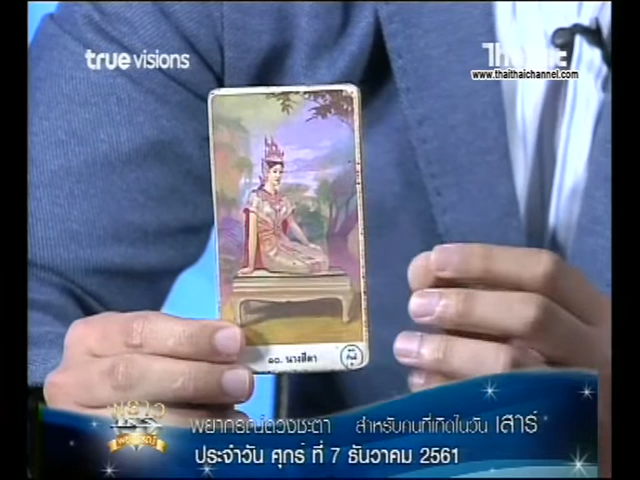 true visions
www.thaithaichannel.com
๑๐. นางสีดา
พยากรณ์ดวงชะตา สำหรับคนที่เกิดในวัน เสาร์
ประจำวัน ศุกร์ ที่ 7 ธันวาคม 2561